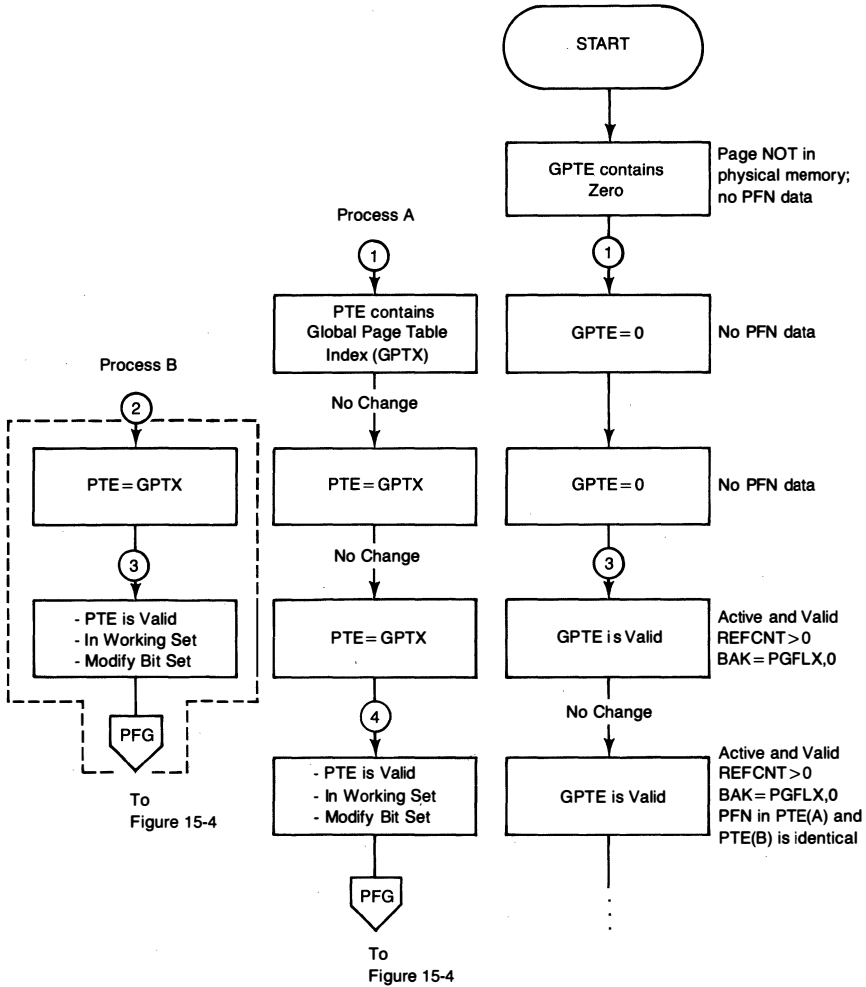 START
GPTE contains
Zero
Page NOT in
physical memory;
no PFN data
Process A
1
1
PTE contains
Global Page Table
Index (GPTX)
GPTE=0
No PFN data
Process B
No Change
2
PTE=GPTX
PTE=GPTX
GPTE=0
No PFN data
3
No Change
3
- PTE is Valid
- In Working Set
- Modify Bit Set
PTE=GPTX
GPTE is Valid
Active and Valid
REFCNT>0
BAK=PGFLX,0
PFG
To
Figure 15-4
4
No Change
- PTE is Valid
- In Working Set
- Modify Bit Set
GPTE is Valid
Active and Valid
REFCNT>0
BAK=PGFLX,0
PFN in PTE(A) and
PTE(B) is identical
PFG
To
Figure 15-4